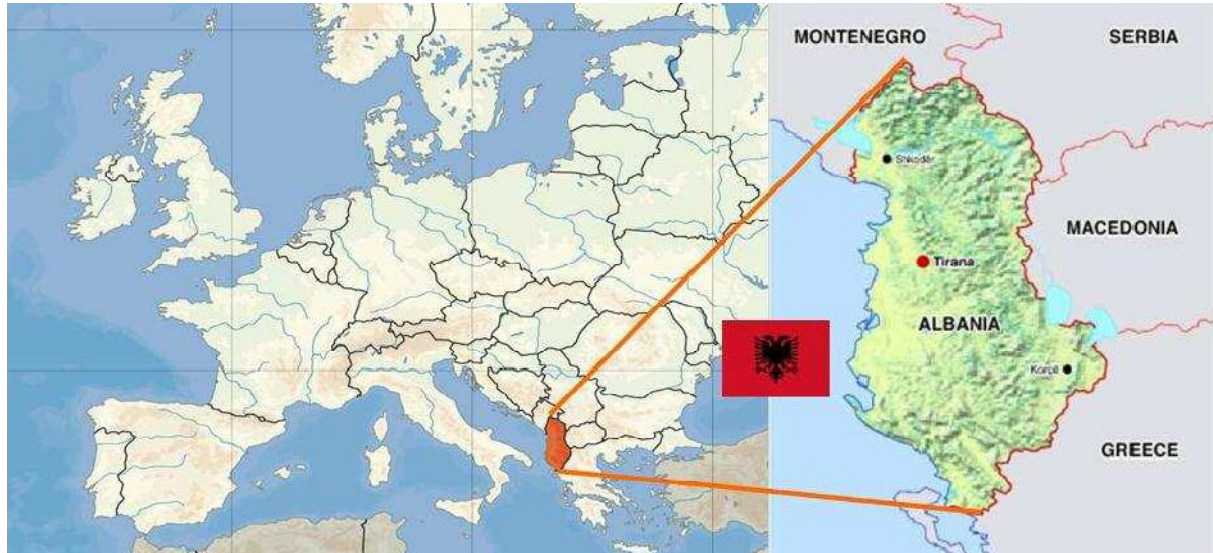 MONTENEGRO
SERBIA
Shkodër
MACEDONIA
Tirana
ALBANIA
Korçë
GREECE